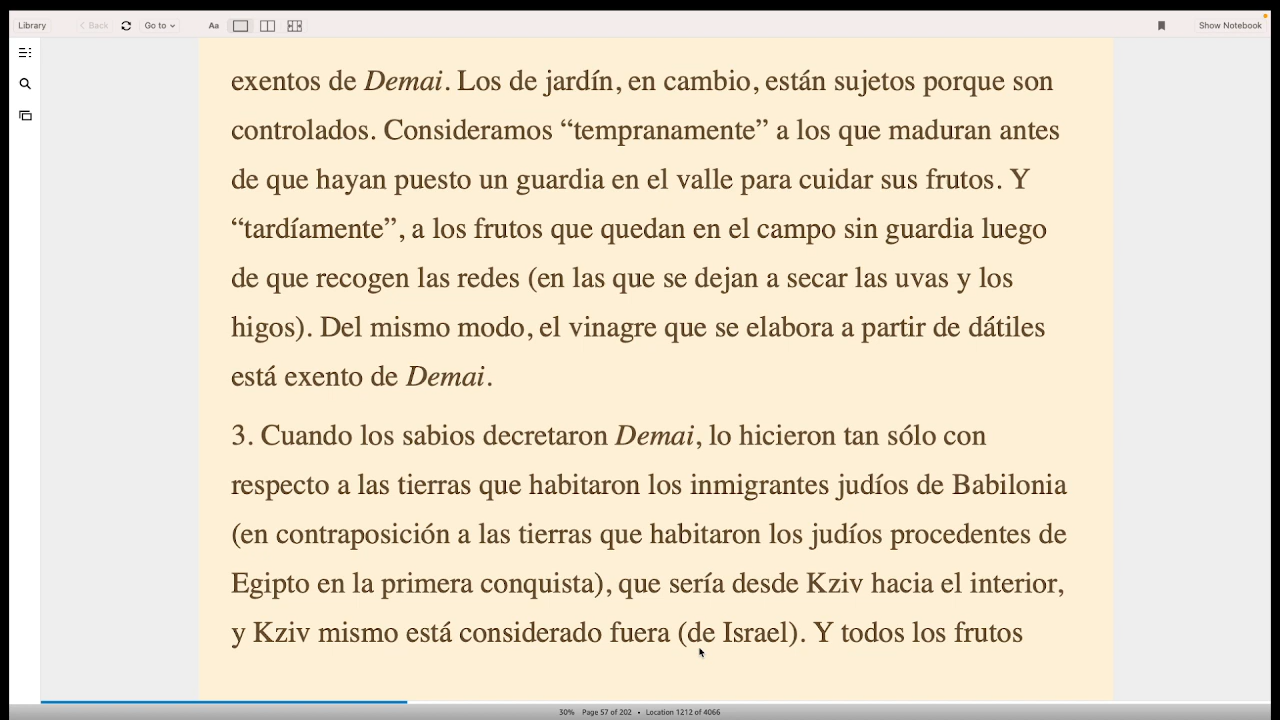 Library
Back
Go to
Aa
Show Notebook
exentos de Demai. Los de jardín, en cambio, están sujetos porque son
controlados. Consideramos “tempranamente” a los que maduran antes
de que hayan puesto un guardia en el valle para cuidar sus frutos. Y
“tardíamente”, a los frutos que quedan en el campo sin guardia luego
de que recogen las redes (en las que se dejan a secar las uvas y los
higos). Del mismo modo, el vinagre que se elabora a partir de dátiles
está exento de Demai.
3. Cuando los sabios decretaron Demai, lo hicieron tan sólo con
respecto a las tierras que habitaron los inmigrantes judíos de Babilonia
(en contraposición a las tierras que habitaron los judíos procedentes de
Egipto en la primera conquista), que sería desde Kziv hacia el interior,
y Kziv mismo está considerado fuera (de Israel). Y todos los frutos
30% Page 57 of 202 • Location 1212 of 4066